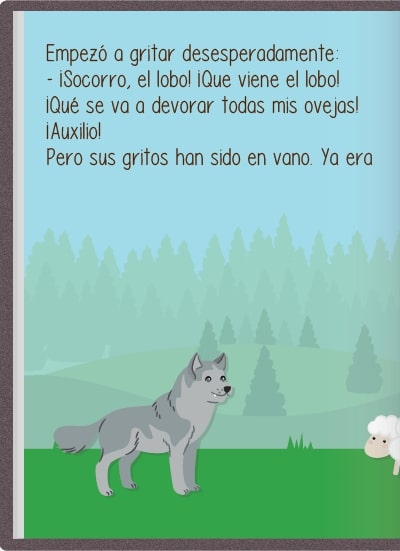 Empezó a gritar desesperadamente:
- ¡Socorro, el lobo! ¡Que viene el lobo!
¡Qué se va a devorar todas mis ovejas!
¡Auxilio!
Pero sus gritos han sido en vano. Ya era